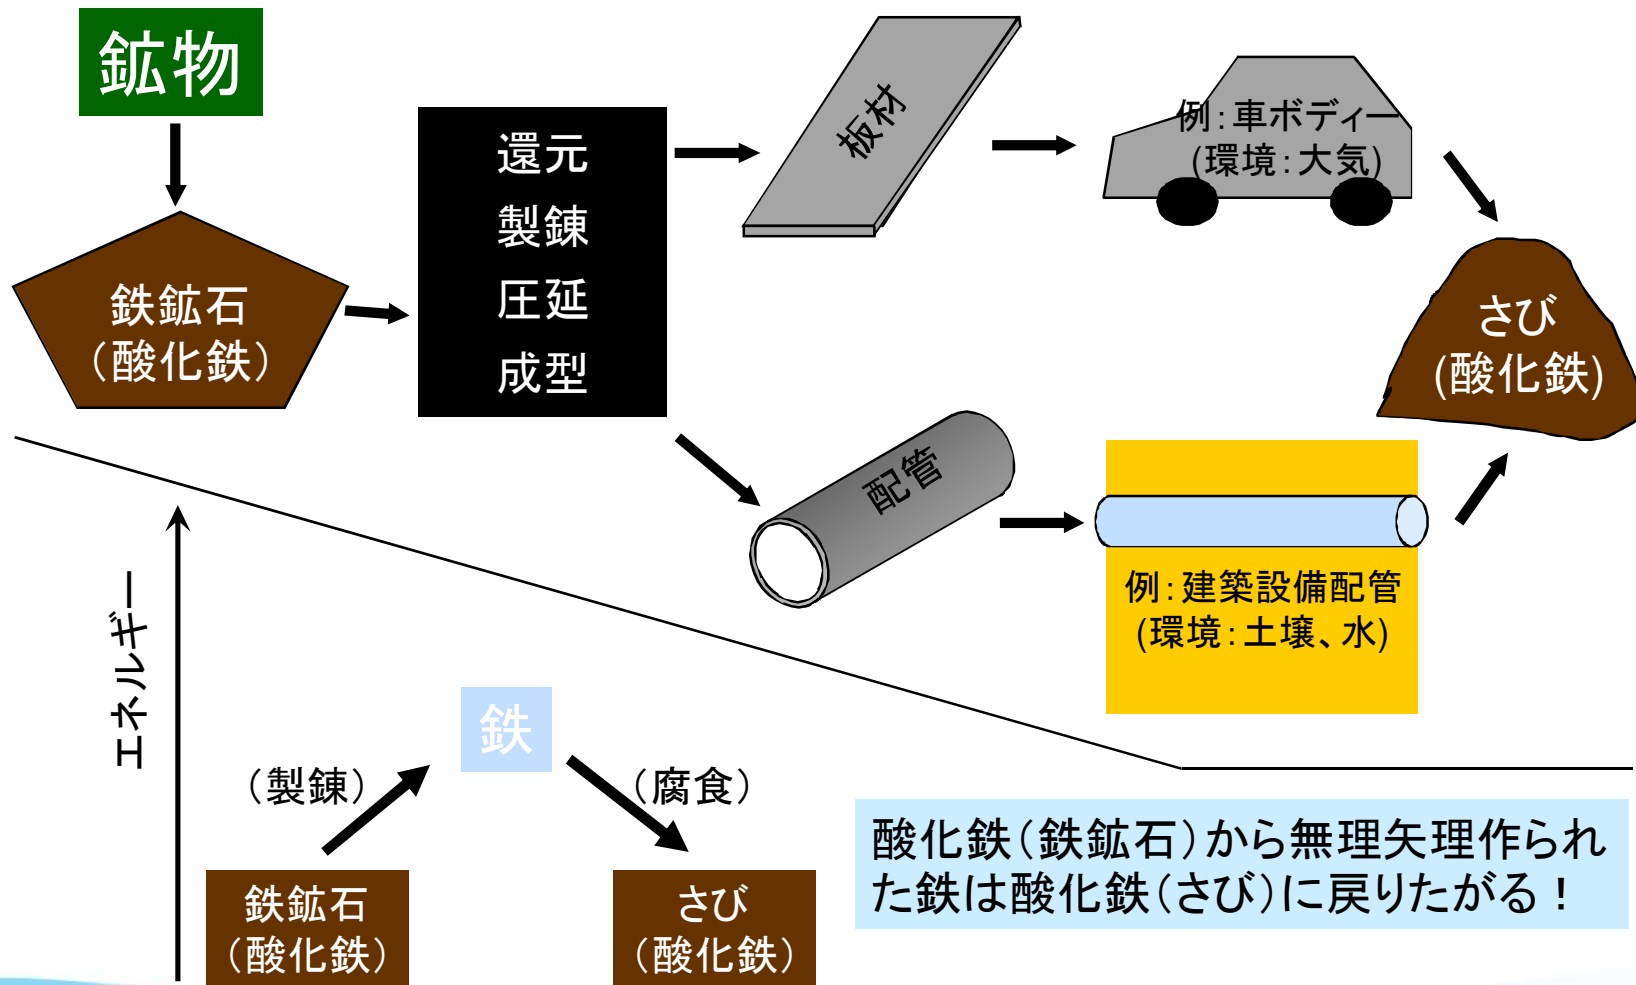 鉱物
鉄鉱石
（酸化鉄）
還元
製錬
圧延
成型
板材
例：車ボディー
(環境：大気)
さび
(酸化鉄)
配管
例：建築設備配管
(環境：土壌、水)
エネルギー
鉄
（製錬）
（腐食）
鉄鉱石
（酸化鉄）
さび
（酸化鉄）
酸化鉄（鉄鉱石）から無理矢理作られ
た鉄は酸化鉄（さび）に戻りたがる！